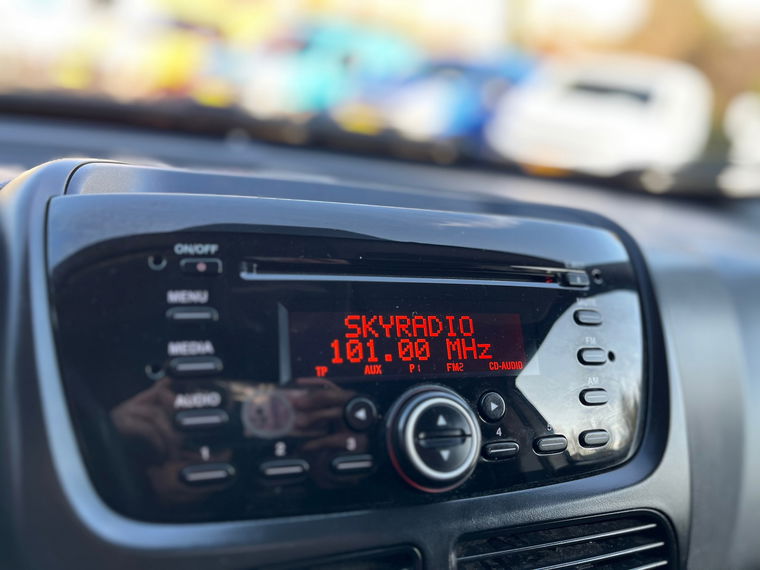 ON/OFF
MENU
MEDIA
AUDIO
SKYRADIO
101.00 MHz
TP AUX P: FM2 CD-AUDIO
FM
AM
1 2 3 4 5